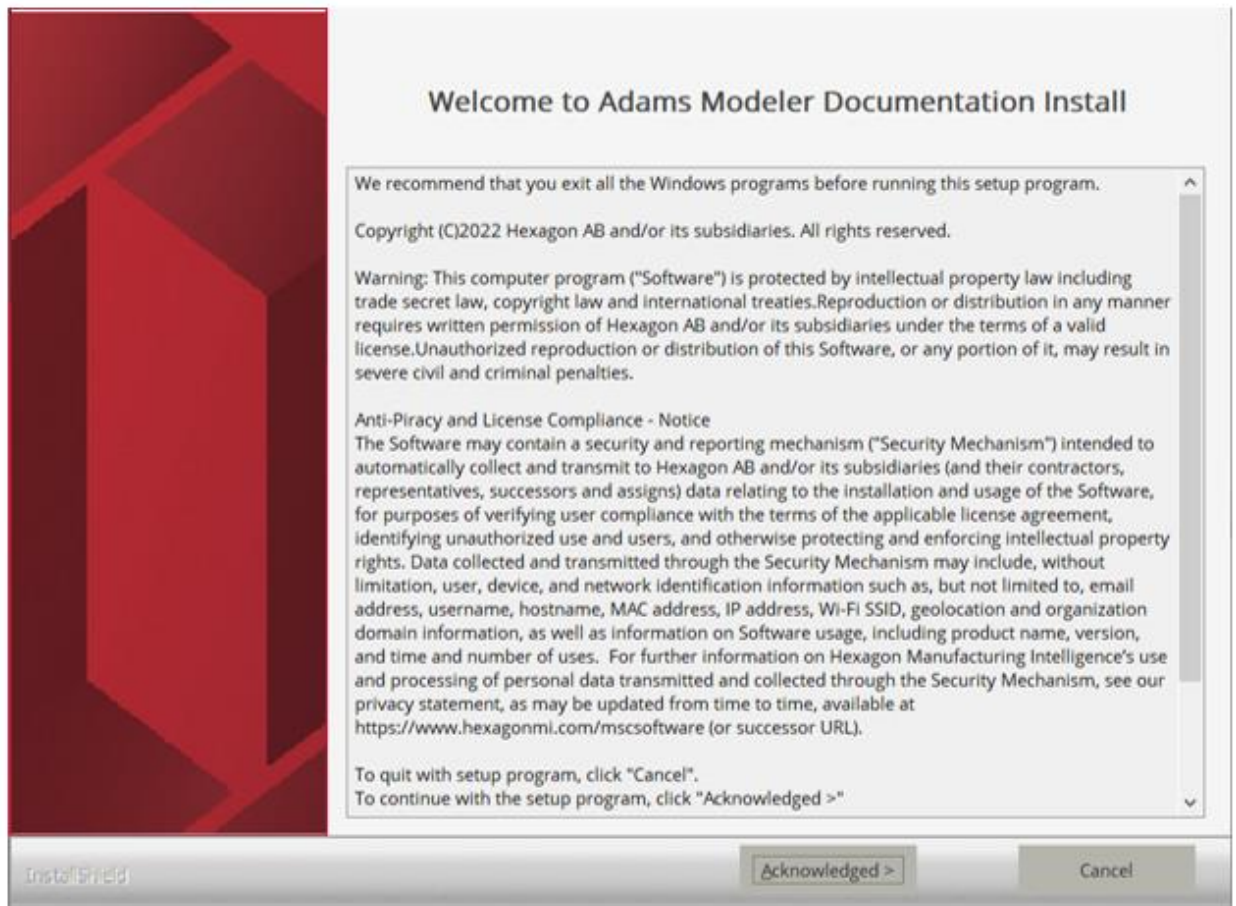 Welcome to Adams Modeler Documentation Install
We recommend that you exit all the Windows programs before running this setup program.
Copyright (C)2022 Hexagon AB and/or its subsidiaries. All rights reserved.
Warning: This computer program ("Software") is protected by intellectual property law including
trade secret law, copyright law and international treaties.Reproduction or distribution in any manner
requires written permission of Hexagon AB and/or its subsidiaries under the terms of a valid
license.Unauthorized reproduction or distribution of this Software, or any portion of it, may result in
severe civil and criminal penalties.
Anti-Piracy and License Compliance - Notice
The Software may contain a security and reporting mechanism ("Security Mechanism") intended to
automatically collect and transmit to Hexagon AB and/or its subsidiaries (and their contractors,
representatives, successors and assigns) data relating to the installation and usage of the Software,
for purposes of verifying user compliance with the terms of the applicable license agreement,
identifying unauthorized use and users, and otherwise protecting and enforcing intellectual property
rights. Data collected and transmitted through the Security Mechanism may include, without
limitation, user, device, and network identification information such as, but not limited to, email
address, username, hostname, MAC address, IP address, Wi-Fi SSID, geolocation and organization
domain information, as well as information on Software usage, including product name, version,
and time and number of uses.  For further information on Hexagon Manufacturing Intelligence's use
and processing of personal data transmitted and collected through the Security Mechanism, see our
privacy statement, as may be updated from time to time, available at
https://www.hexagonmi.com/mscsoftware (or successor URL).
To quit with setup program, click "Cancel".
To continue with the setup program, click "Acknowledged >"
InstallShield
Acknowledged >
Cancel